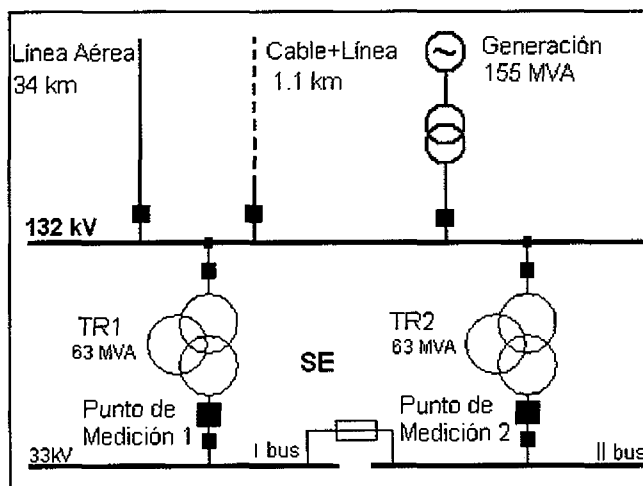 Línea Aérea
34 km
Cable+Línea
1.1 km
Generación
155 MVA
132 kV
TR1
63 MVA
SE
TR2
63 MVA
Punto de
Medición 1
Punto de
Medición 2
33kV
I bus
II bus